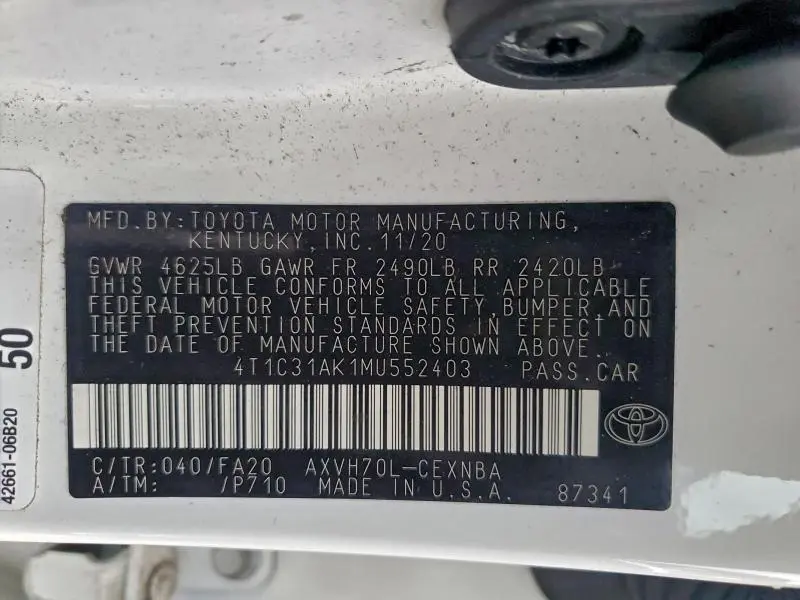 MFD.BY:TOYOTA MOTOR MANUFACTURING,
KENTUCKY,INC.11/20
GVWR 4625LB GAWR FR 2490LB RR 2420LB
THIS VEHICLE CONFORMS TO ALL APPLICABLE
FEDERAL MOTOR VEHICLE SAFETY,BUMPER,AND
THEFT PREVENTION STANDARDS IN EFFECT ON
THE DATE OF MANUFACTURE SHOWN ABOVE.
4T1C31AK1MU552403 PASS.CAR
C/TR:040/FA20 AXVH70L-CEXNBA
A/TM: /P710 MADE IN U.S.A. 87341
50
42661-06B20